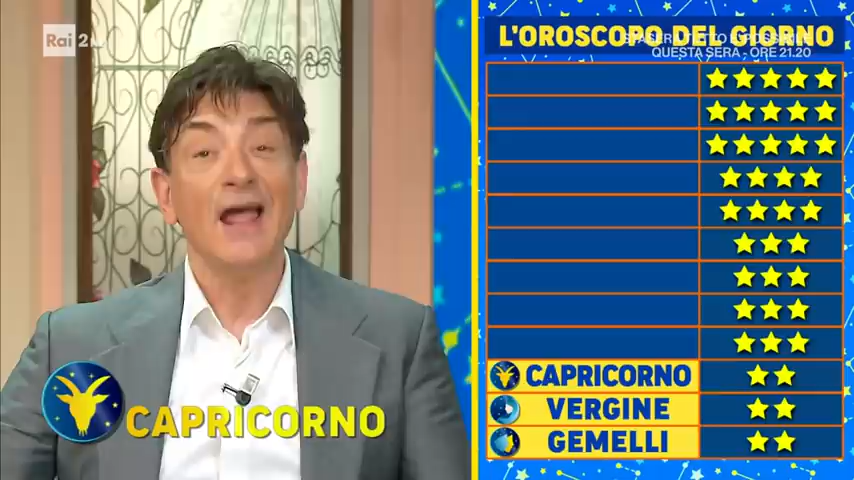 Rai 2
L'OROSCOPO DEL GIORNO
QUESTA SERA - ORE 21.20
CAPRICORNO
VERGINE
GEMELLI
CAPRICORNO